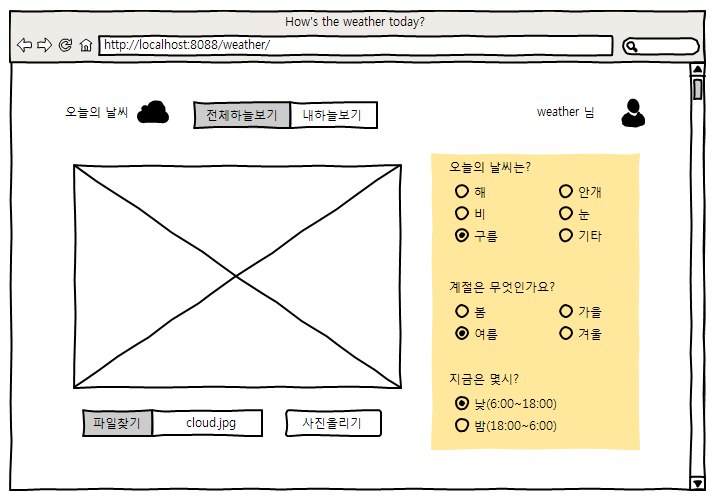 How's the weather today?
http://localhost:8088/weather/
오늘의 날씨
전체하늘보기
내하늘보기
weather 님
오늘의 날씨는?
해
안개
비
눈
구름
기타
계절은 무엇인가요?
봄
가을
여름
겨울
지금은 몇시?
낮(6:00~18:00)
밤(18:00~6:00)
파일찾기
cloud.jpg
사진올리기